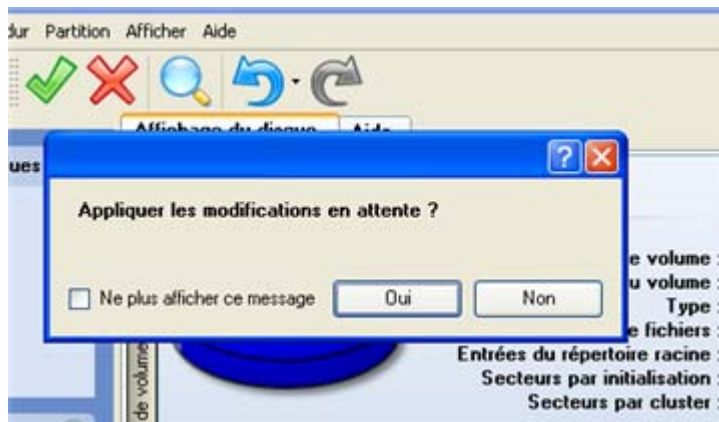 dur Partition Afficher Aide
Affichage du disque Aide
ues
?
Appliquer les modifications en attente ?
Ne plus afficher ce message Oui Non
e volume :
u volume :
Type :
e fichiers :
Entrées du répertoire racine :
Secteurs par initialisation :
Secteurs par cluster :
de volume